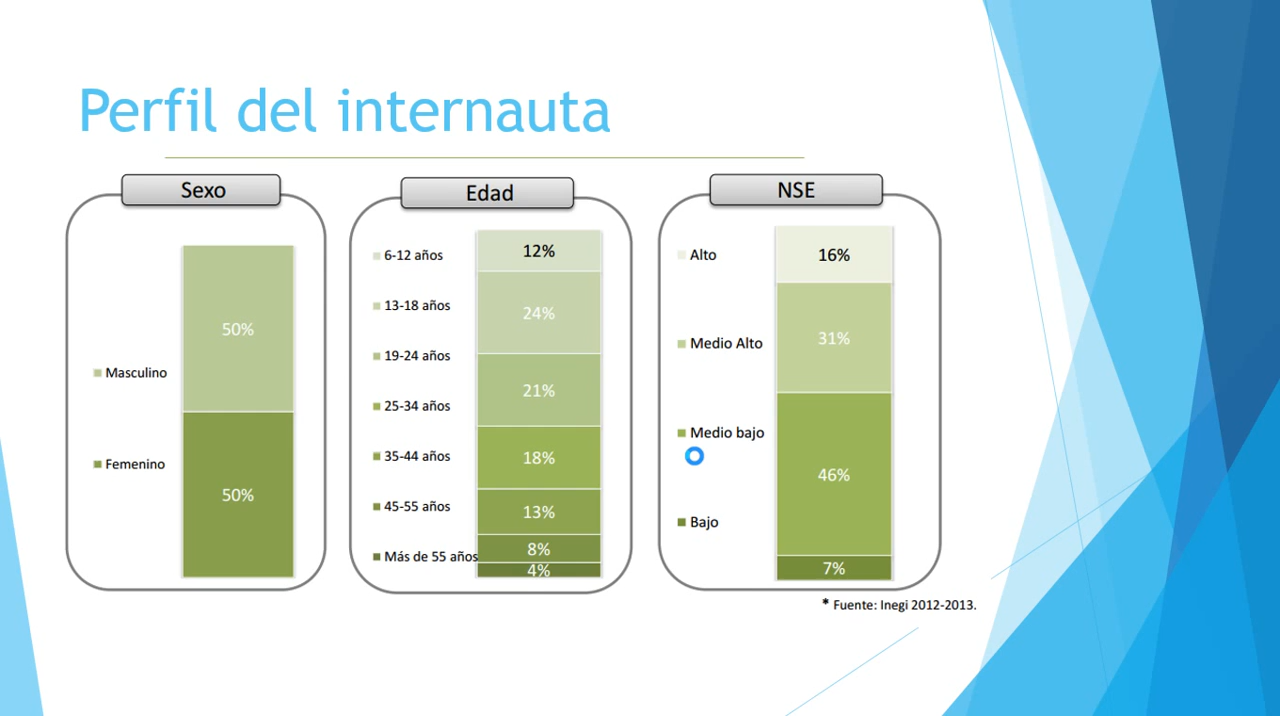 Perfil del internauta
Sexo
50%
Masculino
Femenino
50%
Edad
6-12 años
12%
13-18 años
24%
19-24 años
21%
25-34 años
18%
35-44 años
13%
45-55 años
8%
Más de 55 años
4%
NSE
Alto
16%
Medio Alto
31%
Medio bajo
46%
Bajo
7%
* Fuente: Inegi 2012-2013.